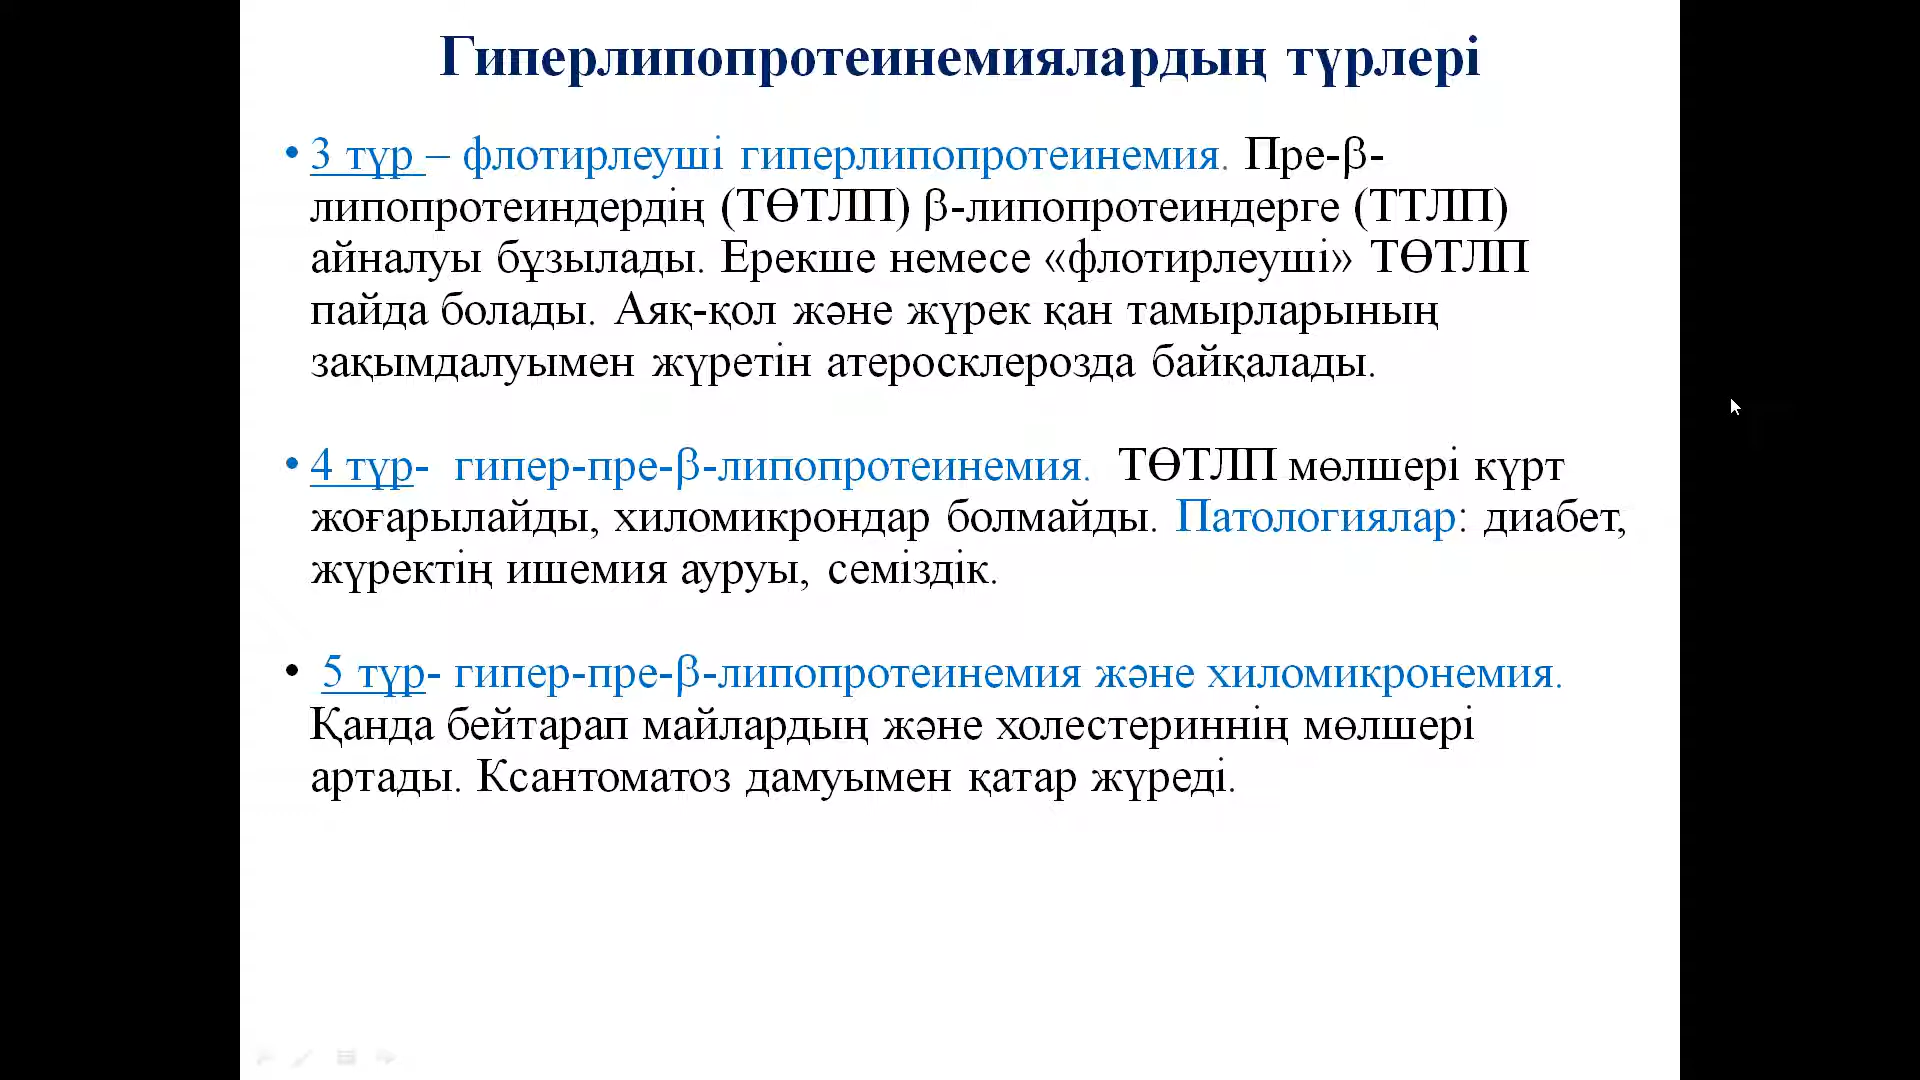 Гиперлипопротеинемиялардың түрлері
• 3 түр – флотирлеуші гиперлипопротеинемия. Пре-β-
липопротеиндердің (ТӨТЛП) β-липопротеиндерге (ТТЛП)
айналуы бұзылады. Ерекше немесе «флотирлеуші» ТӨТЛП
пайда болады. Аяқ-қол және жүрек қан тамырларының
зақымдалуымен жүретін атеросклерозда байқалады.
• 4 түр- гипер-пре-β-липопротеинемия. ТӨТЛП мөлшері күрт
жоғарылайды, хиломикрондар болмайды. Патологиялар: диабет,
жүректің ишемия ауруы, семіздік.
• 5 түр- гипер-пре-β-липопротеинемия және хиломикронемия.
Қанда бейтарап майлардың және холестериннің мөлшері
артады. Ксантоматоз дамуымен қатар жүреді.